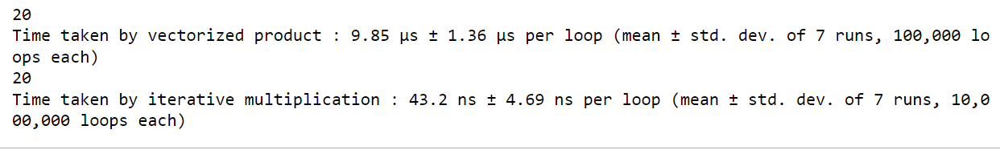 20
Time taken by vectorized product : 9.85 µs ± 1.36 µs per loop (mean ± std. dev. of 7 runs, 100,000 lo
ops each)
20
Time taken by iterative multiplication : 43.2 ns ± 4.69 ns per loop (mean ± std. dev. of 7 runs, 10,0
00,000 loops each)